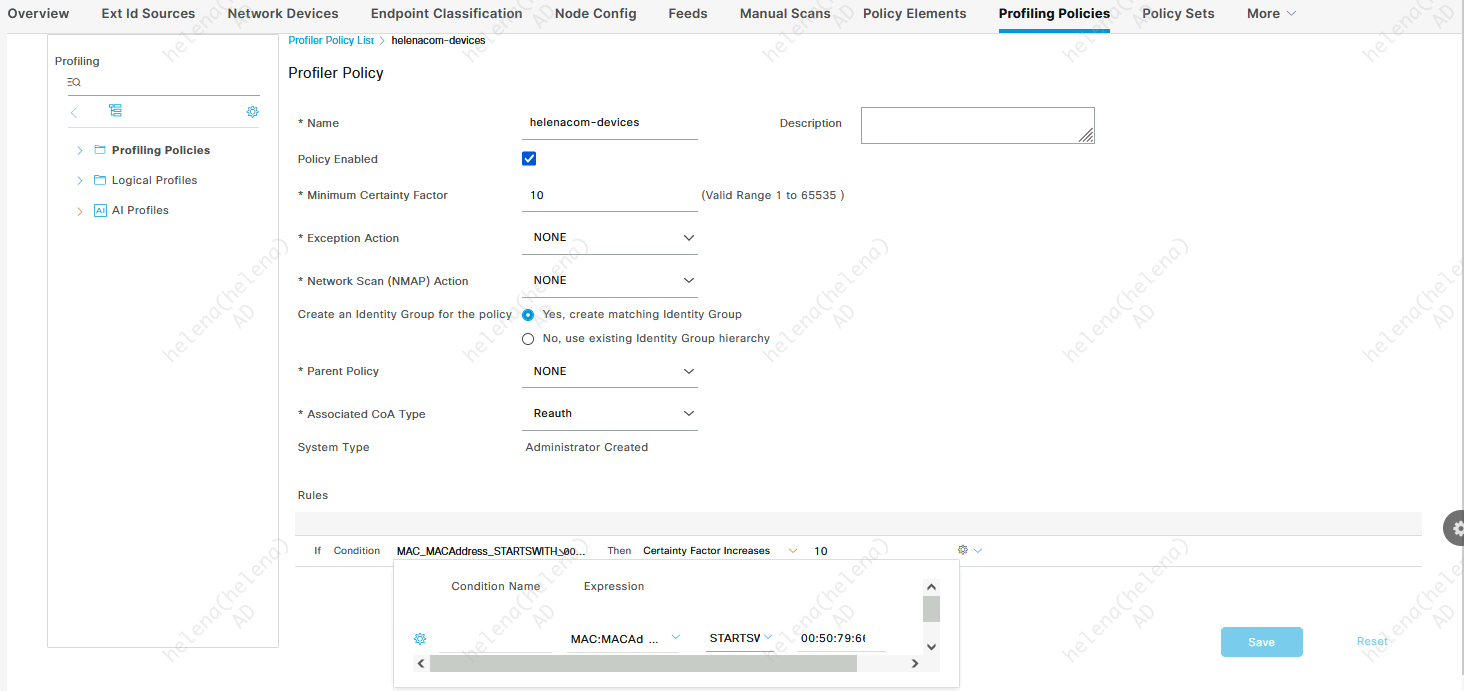 Overview Ext Id Sources Network Devices Endpoint Classification Node Config Feeds Manual Scans Policy Elements Profiling Policies Policy Sets More
Profiler Policy List > helenacom-devices
Profiling
Profiler Policy
* Name helenacom-devices Description
Policy Enabled
Profiling Policies
* Minimum Certainty Factor 10 (Valid Range 1 to 65535 )
Logical Profiles
AI AI Profiles
* Exception Action NONE
* Network Scan (NMAP) Action NONE
Create an Identity Group for the policy Yes, create matching Identity Group
No, use existing Identity Group hierarchy
* Parent Policy NONE
* Associated CoA Type Reauth
System Type Administrator Created
Rules
If Condition MAC_MACAddress_STARTSWITH_00... Then Certainty Factor Increases 10
Condition Name Expression
MAC:MACAd ... STARTSW 00:50:79:66
Save Reset
helena(helena)
AD